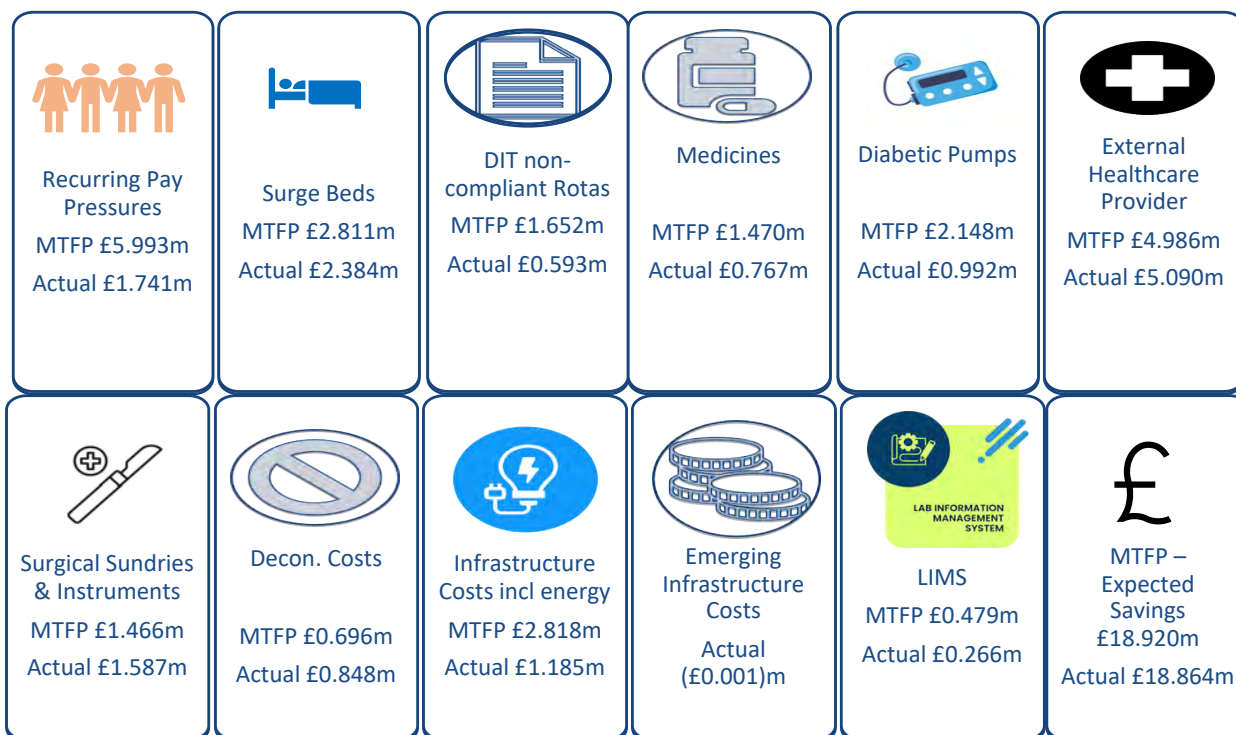 Recurring Pay
Pressures
MTFP £5.993m
Actual £1.741m
Surge Beds
MTFP £2.811m
Actual £2.384m
DIT non-
compliant Rotas
MTFP £1.652m
Actual £0.593m
Medicines
MTFP £1.470m
Actual £0.767m
Diabetic Pumps
MTFP £2.148m
Actual £0.992m
External
Healthcare
Provider
MTFP £4.986m
Actual £5.090m
Surgical Sundries
& Instruments
MTFP £1.466m
Actual £1.587m
Decon. Costs
MTFP £0.696m
Actual £0.848m
Infrastructure
Costs incl energy
MTFP £2.818m
Actual £1.185m
Emerging
Infrastructure
Costs
Actual
(£0.001)m
LAB INFORMATION
MANAGEMENT
SYSTEM
LIMS
MTFP £0.479m
Actual £0.266m
£
MTFP –
Expected
Savings
£18.920m
Actual £18.864m